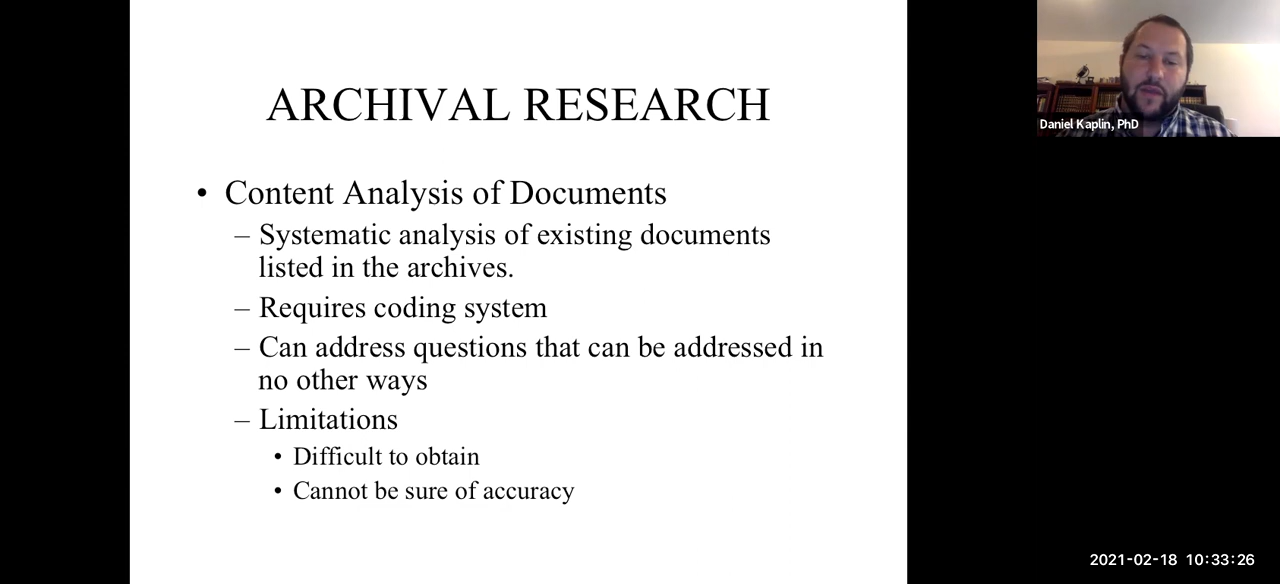 ARCHIVAL RESEARCH
• Content Analysis of Documents
– Systematic analysis of existing documents
listed in the archives.
– Requires coding system
– Can address questions that can be addressed in
no other ways
– Limitations
• Difficult to obtain
• Cannot be sure of accuracy
Daniel Kaplin, PhD
2021-02-18 10:33:26